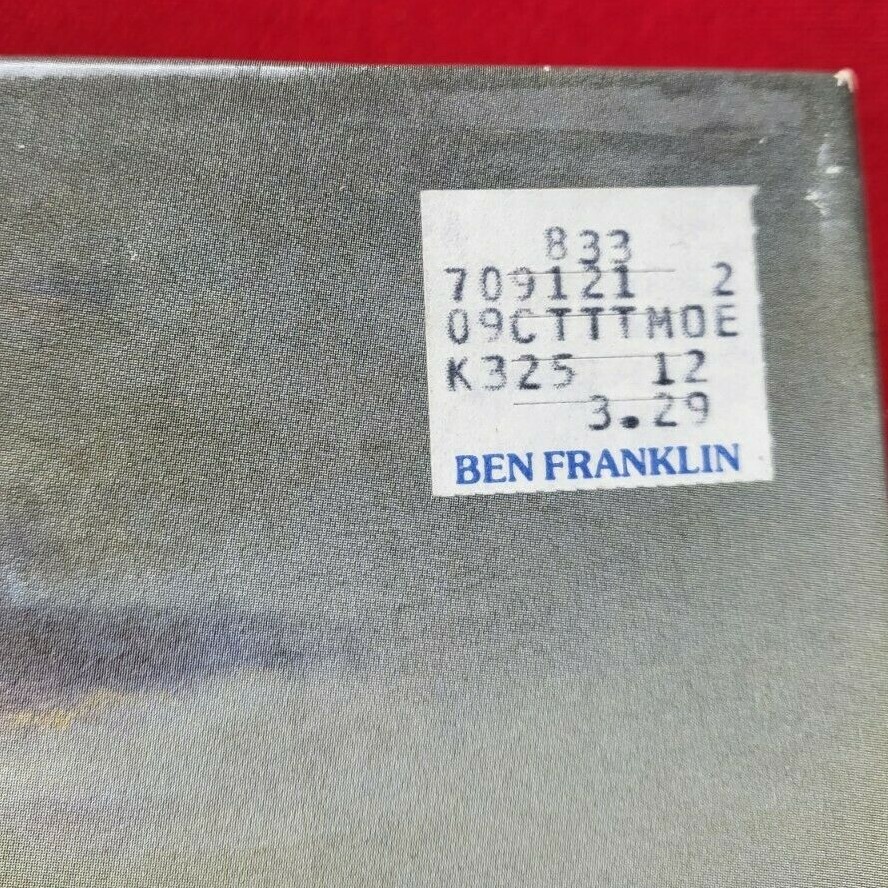 833
709121 2
09CTTTMOE
K325 12
3.29
BEN FRANKLIN